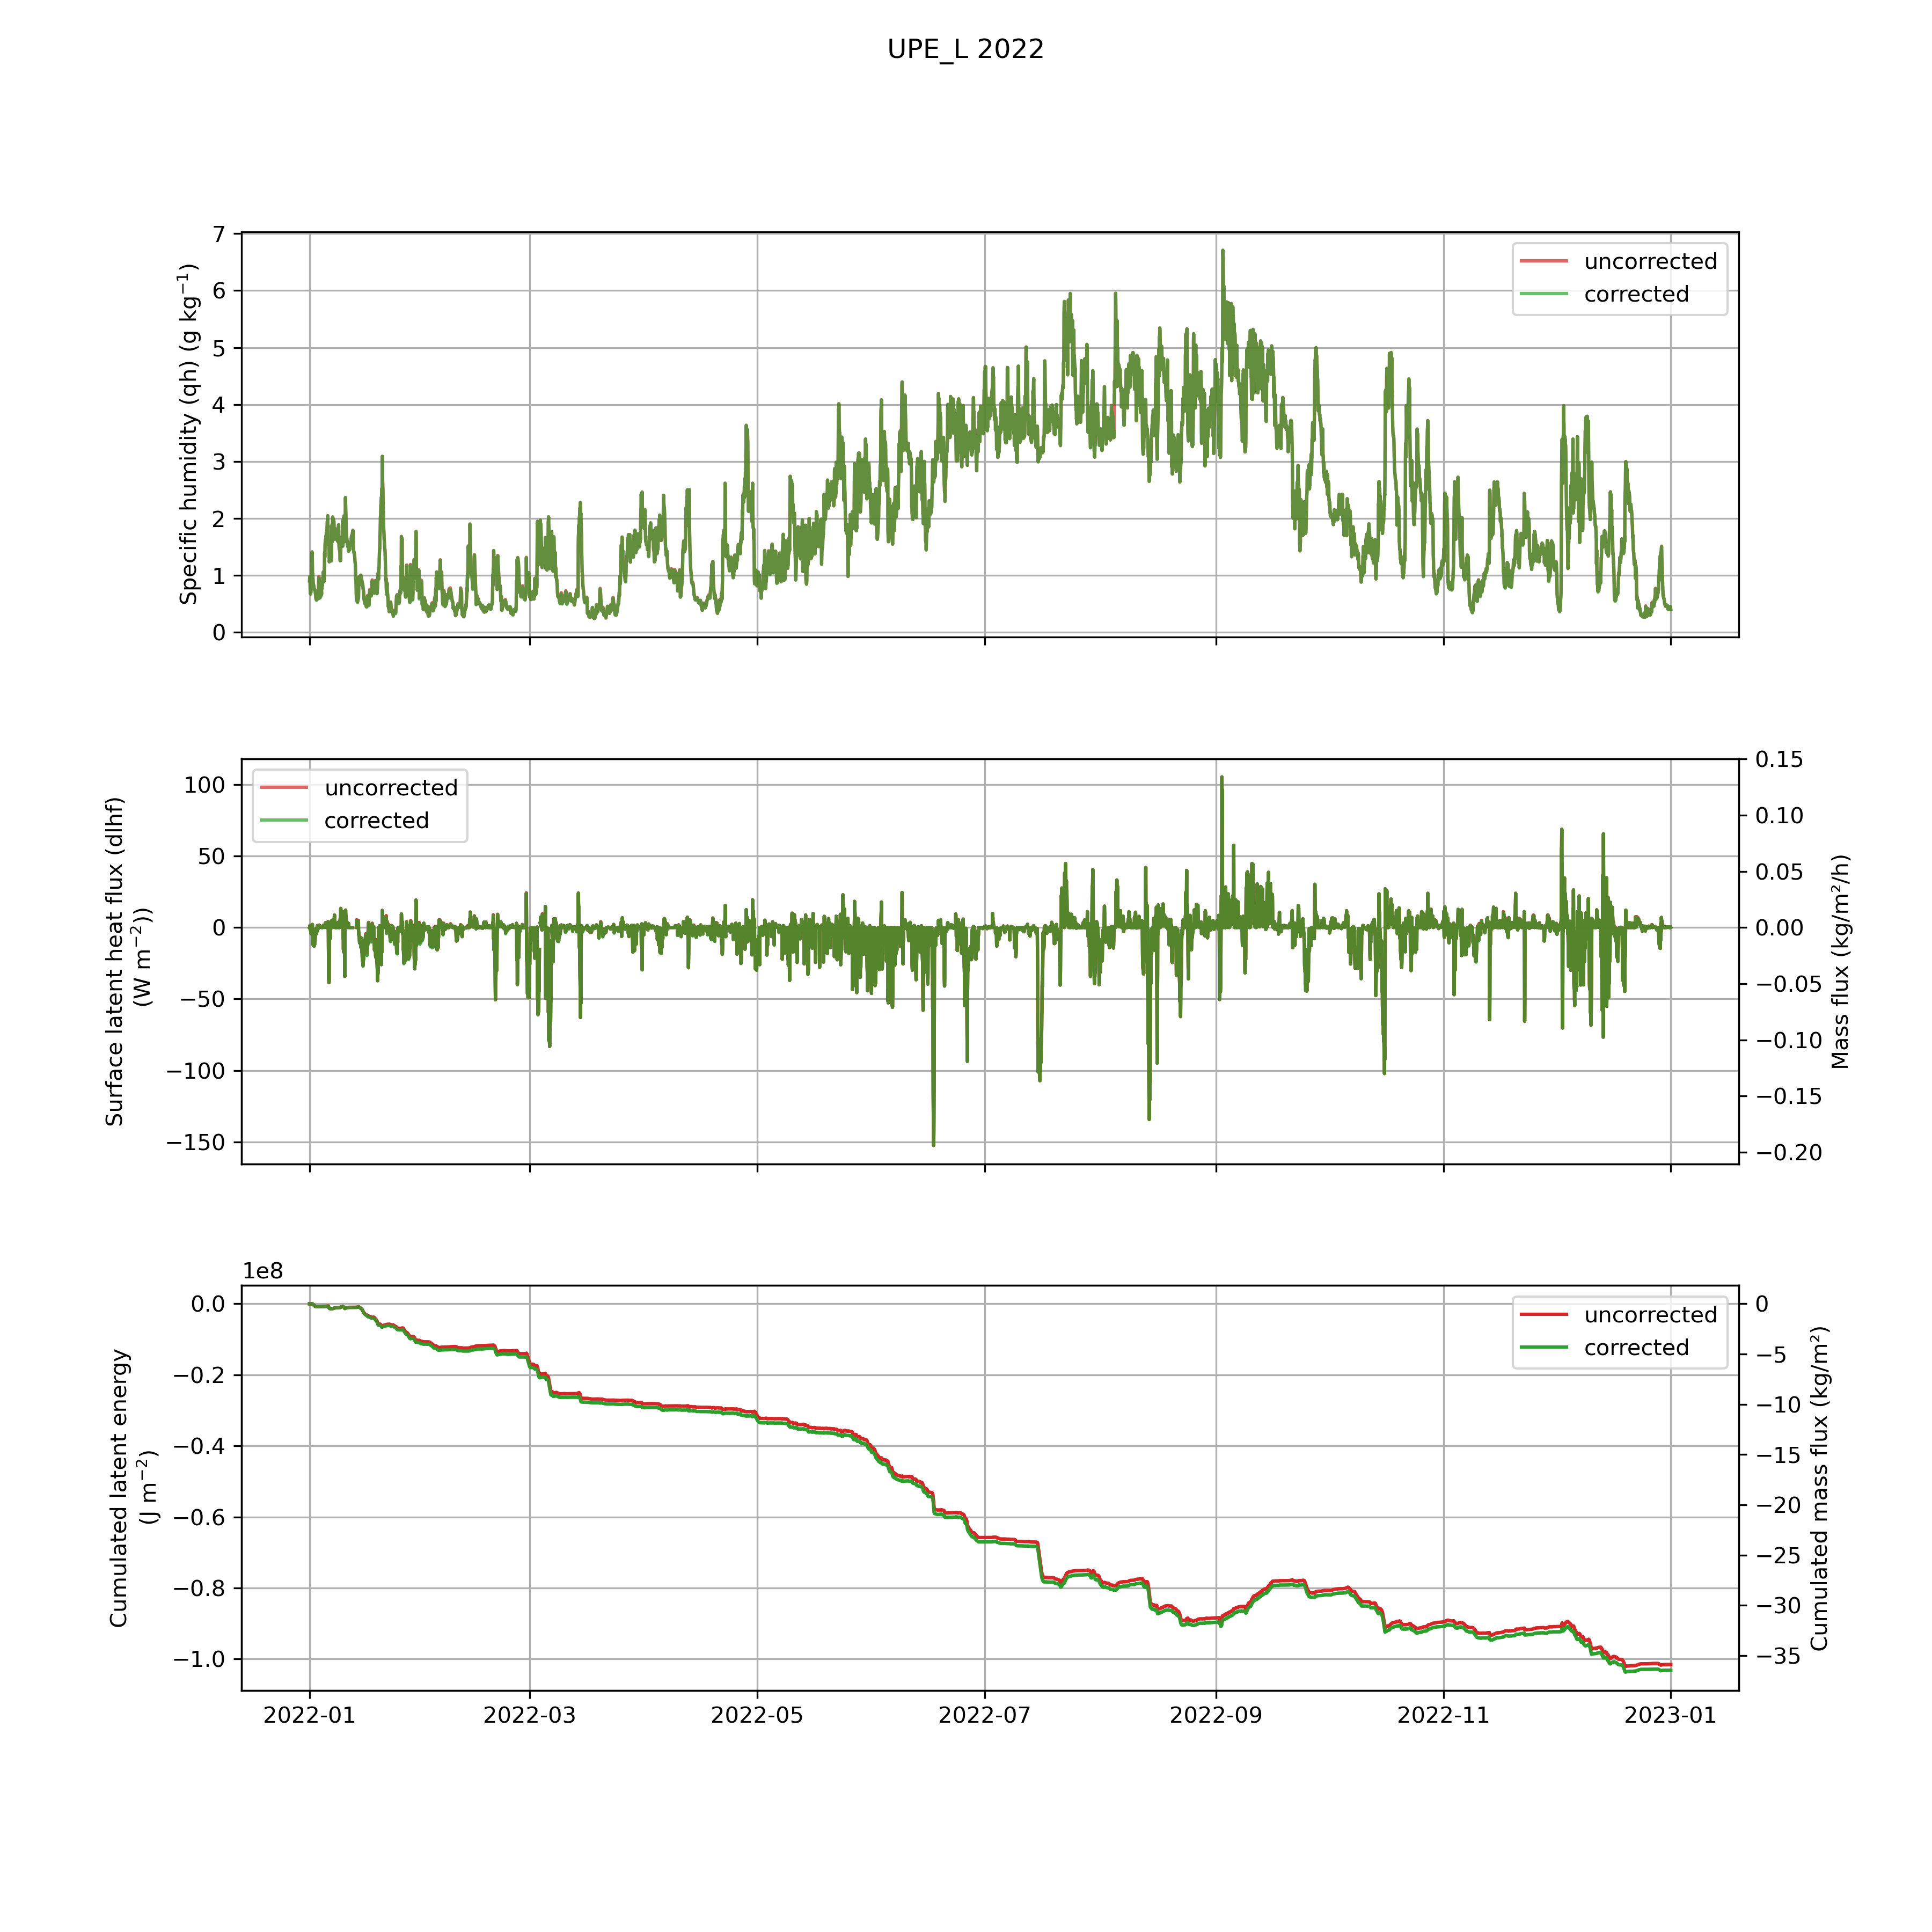 UPE_L 2022
Specific humidity (qh) (g kg⁻¹)
7
6
5
4
3
2
1
0
uncorrected
corrected
Surface latent heat flux (dlhf)
(W m⁻²))
100
50
0
−50
−100
−150
uncorrected
corrected
0.15
0.10
0.05
0.00
−0.05
−0.10
−0.15
−0.20
Mass flux (kg/m²/h)
1e8
Cumulated latent energy
(J m⁻²)
0.0
−0.2
−0.4
−0.6
−0.8
−1.0
uncorrected
corrected
0
−5
−10
−15
−20
−25
−30
−35
Cumulated mass flux (kg/m²)
2022-01 2022-03 2022-05 2022-07 2022-09 2022-11 2023-01